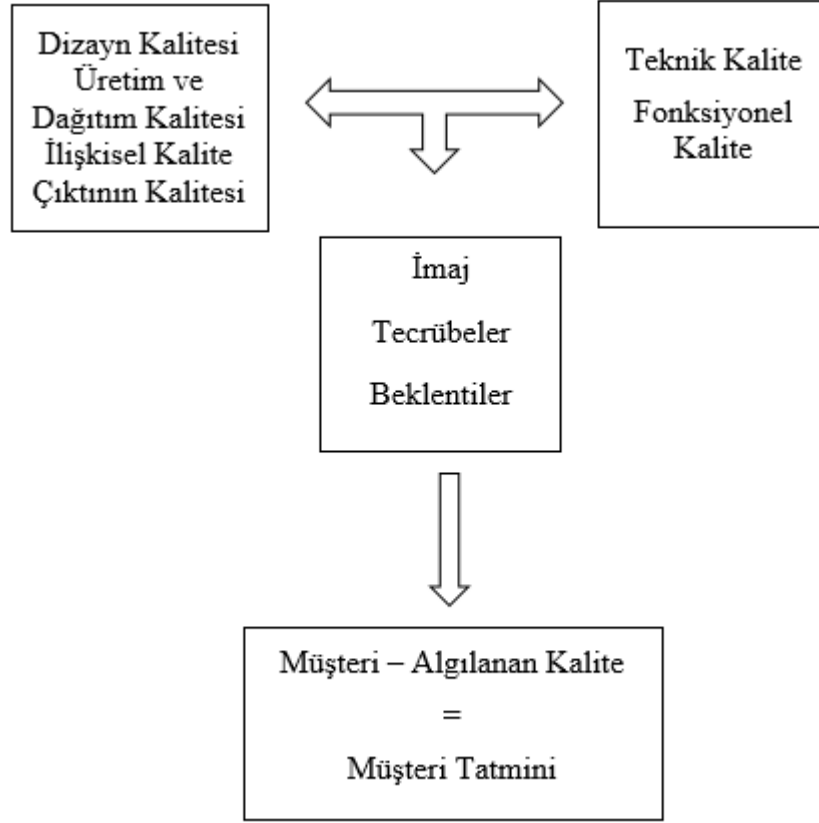 Dizayn Kalitesi
Üretim ve
Dağıtım Kalitesi
İlişkisel Kalite
Çıktının Kalitesi
Teknik Kalite
Fonksiyonel
Kalite
İmaj
Tecrübeler
Beklentiler
Müşteri – Algılanan Kalite
=
Müşteri Tatmini